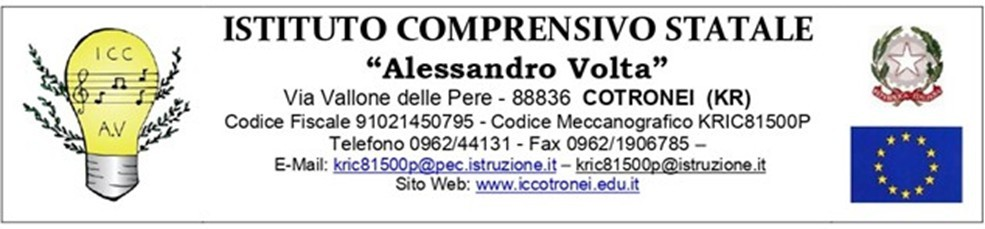 I C C
A.V
ISTITUTO COMPRENSIVO STATALE
“Alessandro Volta”
Via Vallone delle Pere - 88836 COTRONEI (KR)
Codice Fiscale 91021450795 - Codice Meccanografico KRIC81500P
Telefono 0962/44131 - Fax 0962/1906785 –
E-Mail: kric81500p@pec.istruzione.it – kric81500p@istruzione.it
Sito Web: www.iccotronei.edu.it